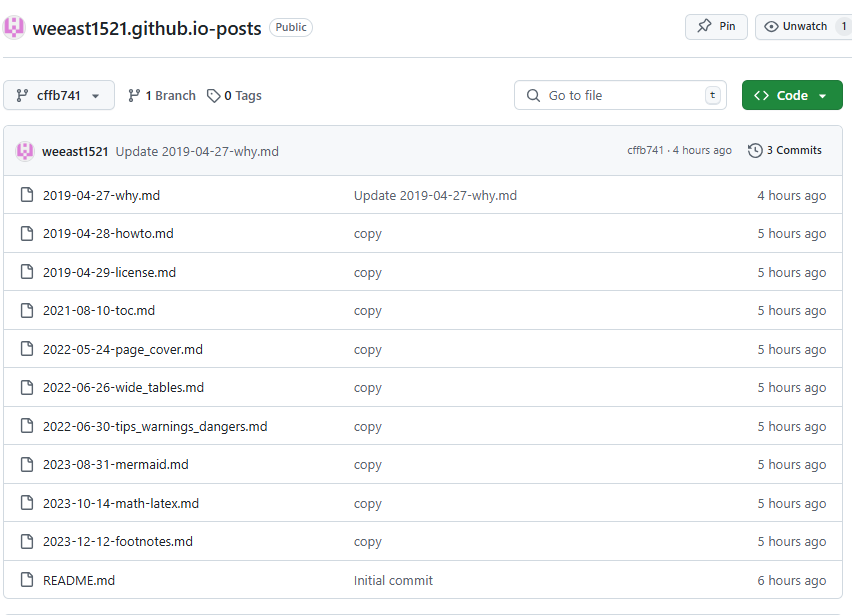 weeast1521.github.io-posts Public Pin Unwatch 1
cffb741 1 Branch 0 Tags Go to file t Code
weeast1521 Update 2019-04-27-why.md cffb741 · 4 hours ago 3 Commits
2019-04-27-why.md Update 2019-04-27-why.md 4 hours ago
2019-04-28-howto.md copy 5 hours ago
2019-04-29-license.md copy 5 hours ago
2021-08-10-toc.md copy 5 hours ago
2022-05-24-page_cover.md copy 5 hours ago
2022-06-26-wide_tables.md copy 5 hours ago
2022-06-30-tips_warnings_dangers.md copy 5 hours ago
2023-08-31-mermaid.md copy 5 hours ago
2023-10-14-math-latex.md copy 5 hours ago
2023-12-12-footnotes.md copy 5 hours ago
README.md Initial commit 6 hours ago